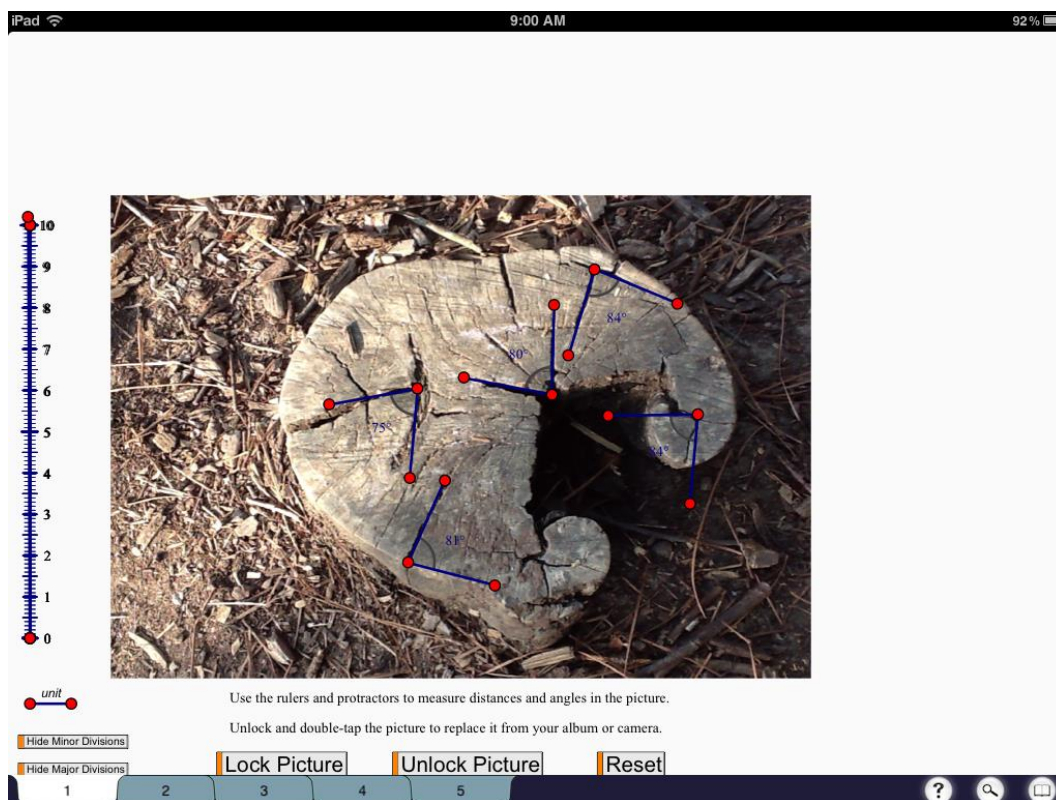 iPad 9:00 AM 92%
10
9
8
7
6
5
4
3
2
1
0
84°
80°
75°
84°
81°
unit
Use the rulers and protractors to measure distances and angles in the picture.
Unlock and double-tap the picture to replace it from your album or camera.
Hide Minor Divisions
Hide Major Divisions
Lock Picture Unlock Picture Reset
1 2 3 4 5 ?